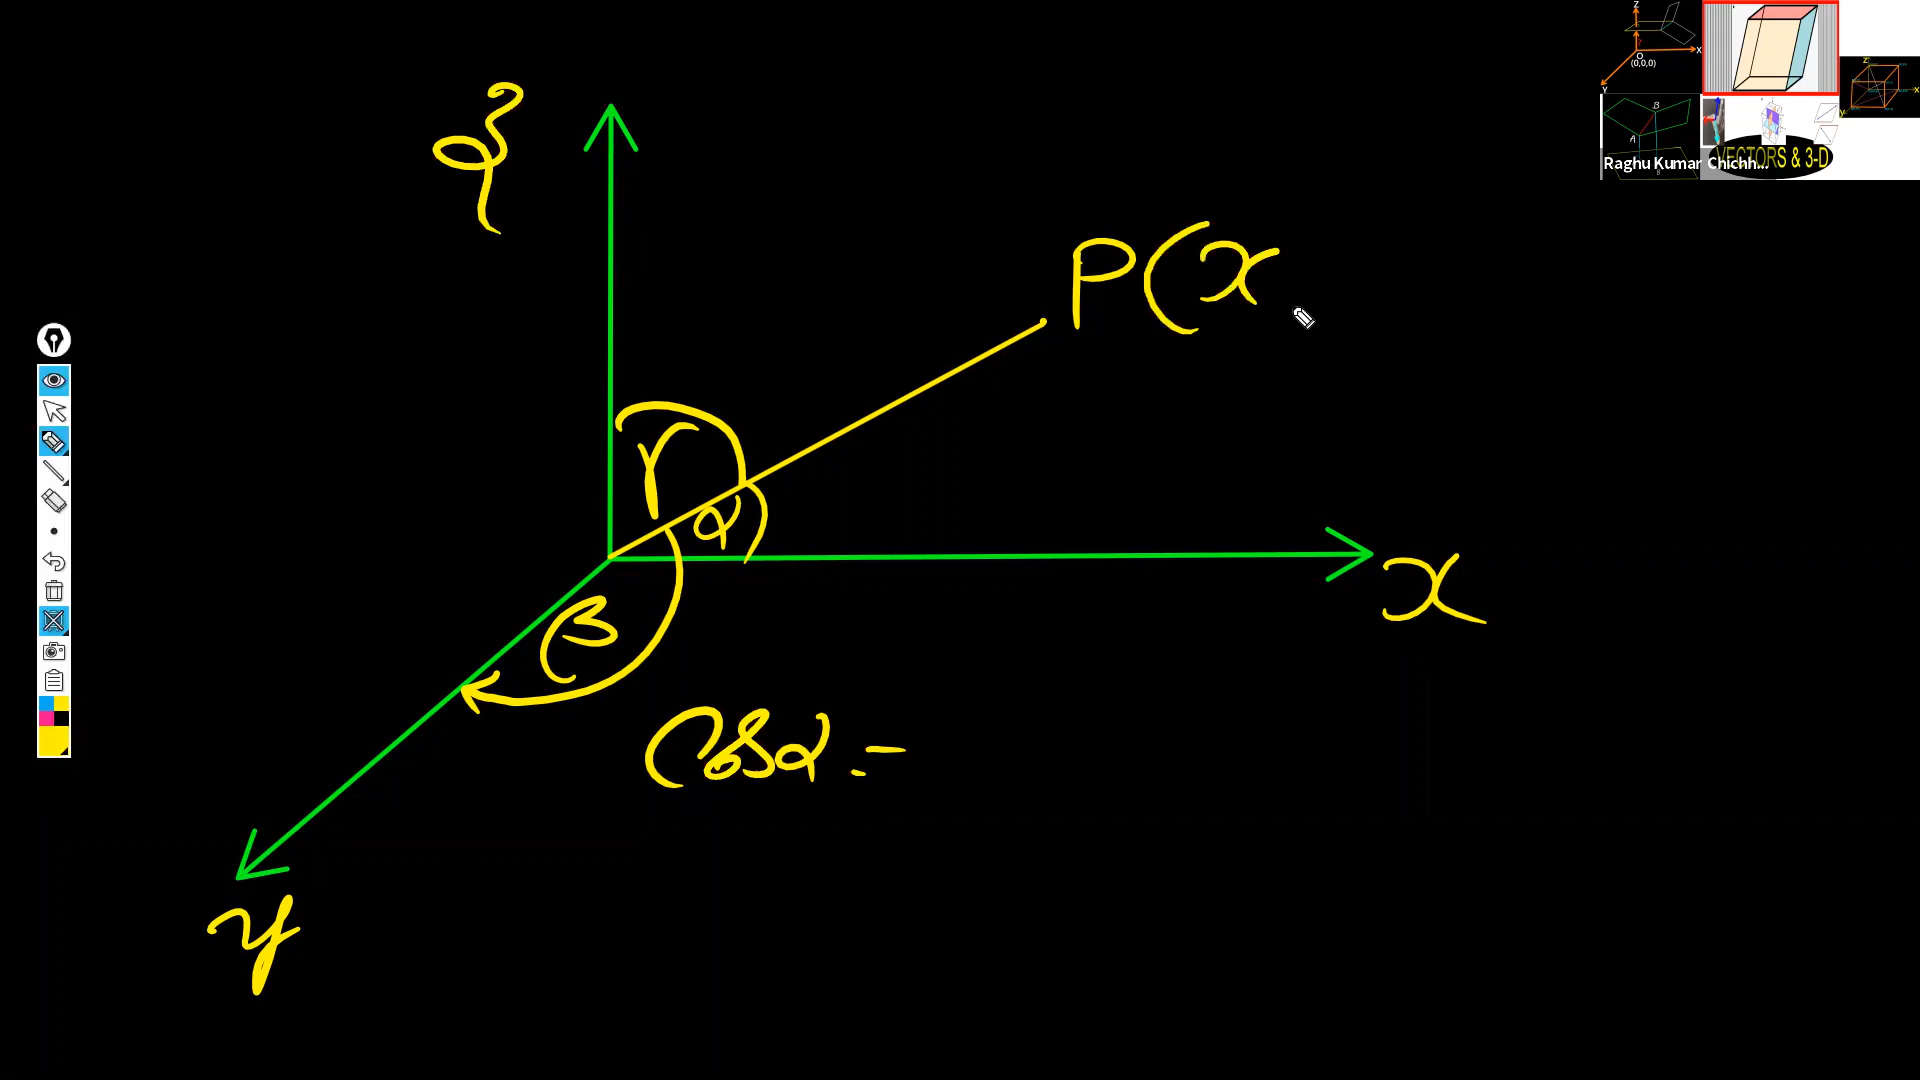 z
P(x
γ
α
x
β
Cosα =
y
Z
X
O
(0,0,0)
Y
Z
X
y
B
A
Raghu Kumar Chichh...
VECTORS & 3-D